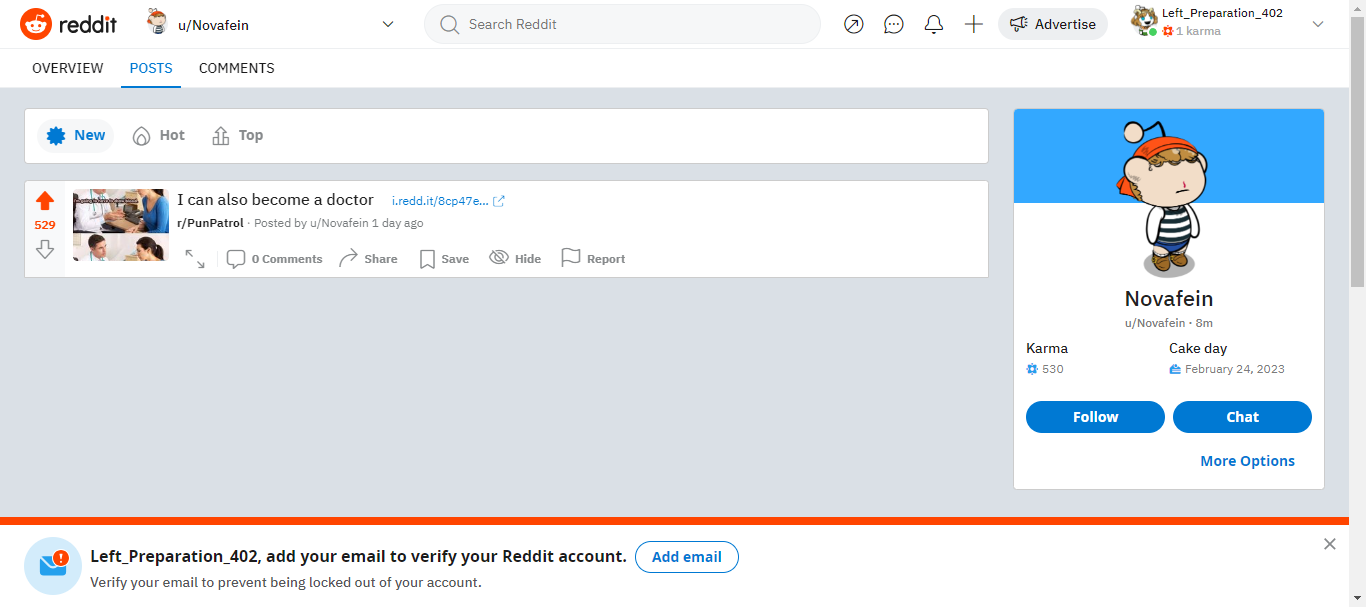 reddit
u/Novafein
Search Reddit
Advertise
Left_Preparation_402
1 karma
OVERVIEW POSTS COMMENTS
New Hot Top
529
I can also become a doctor i.redd.it/8cp47e...
r/PunPatrol · Posted by u/Novafein 1 day ago
0 Comments Share Save Hide Report
Novafein
u/Novafein · 8m
Karma Cake day
530 February 24, 2023
Follow Chat
More Options
Left_Preparation_402, add your email to verify your Reddit account. Add email
Verify your email to prevent being locked out of your account.